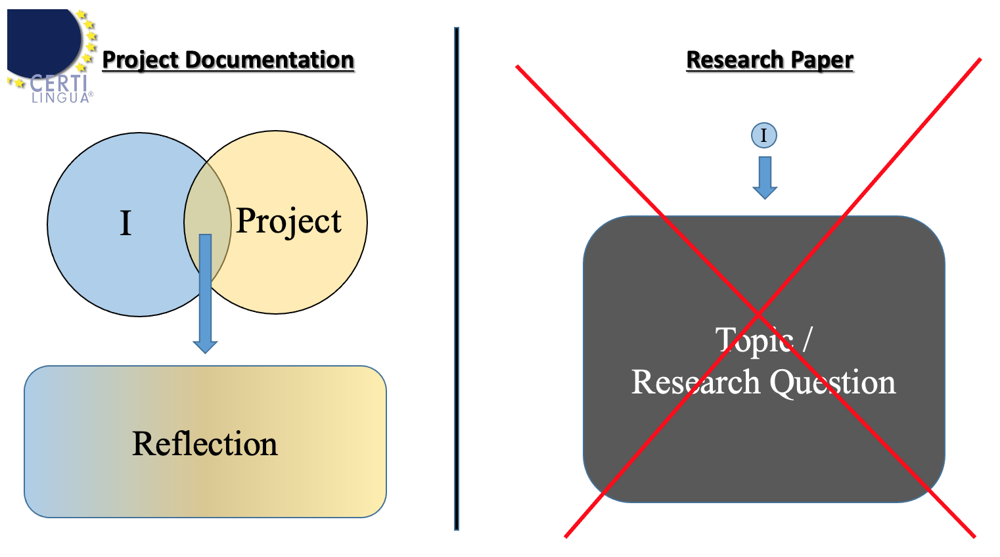 CERTI
LINGUA®
Project Documentation
I
Project
Reflection
Research Paper
I
Topic /
Research Question